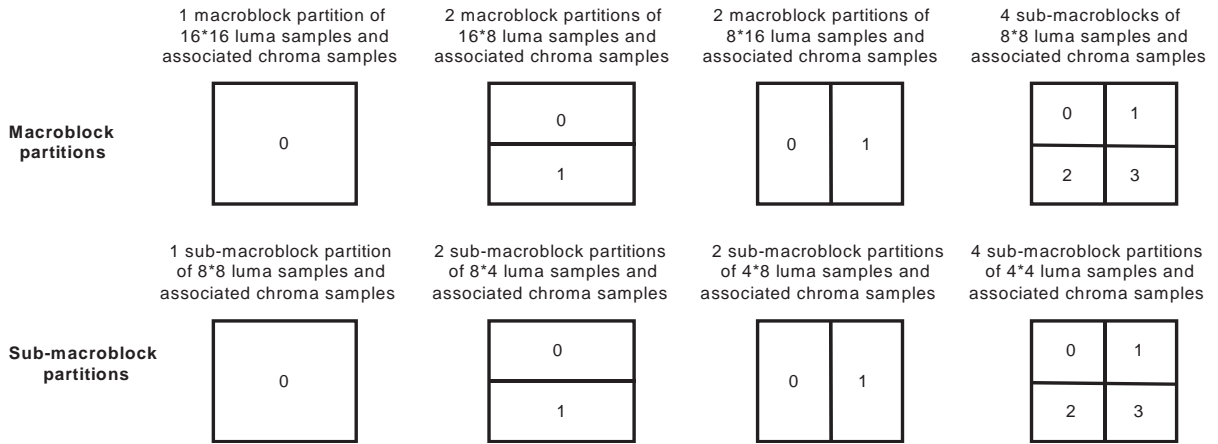 1 macroblock partition of
16*16 luma samples and
associated chroma samples
2 macroblock partitions of
16*8 luma samples and
associated chroma samples
2 macroblock partitions of
8*16 luma samples and
associated chroma samples
4 sub-macroblocks of
8*8 luma samples and
associated chroma samples
Macroblock
partitions
0
0
1
0
1
0
1
2
3
1 sub-macroblock partition
of 8*8 luma samples and
associated chroma samples
2 sub-macroblock partitions
of 8*4 luma samples and
associated chroma samples
2 sub-macroblock partitions
of 4*8 luma samples and
associated chroma samples
4 sub-macroblock partitions
of 4*4 luma samples and
associated chroma samples
Sub-macroblock
partitions
0
0
1
0
1
0
1
2
3